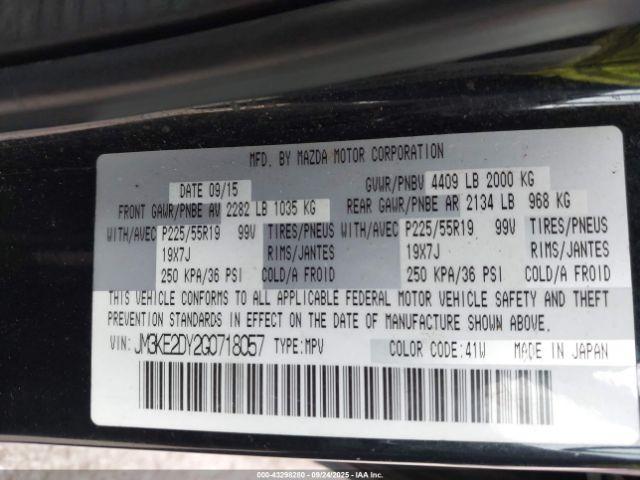 MFD. BY MAZDA MOTOR CORPORATION
DATE 09/15 GVWR/PNBV 4409 LB 2000 KG
FRONT GAWR/PNBE AV 2282 LB 1035 KG REAR GAWR/PNBE AR 2134 LB 968 KG
WITH/AVEC P225/55R19 99V TIRES/PNEUS WITH/AVEC P225/55R19 99V TIRES/PNEUS
19X7J RIMS/JANTES 19X7J RIMS/JANTES
250 KPA/36 PSI COLD/A FROID 250 KPA/36 PSI COLD/A FROID
THIS VEHICLE CONFORMS TO ALL APPLICABLE FEDERAL MOTOR VEHICLE SAFETY AND THEFT
PREVENTION STANDARDS IN EFFECT ON THE DATE OF MANUFACTURE SHOWN ABOVE.
VIN: JM3KE2DY2G0718057 TYPE:MPV COLOR CODE:41W MADE IN JAPAN
000-43298280 - 09/24/2025 - IAAI.COM